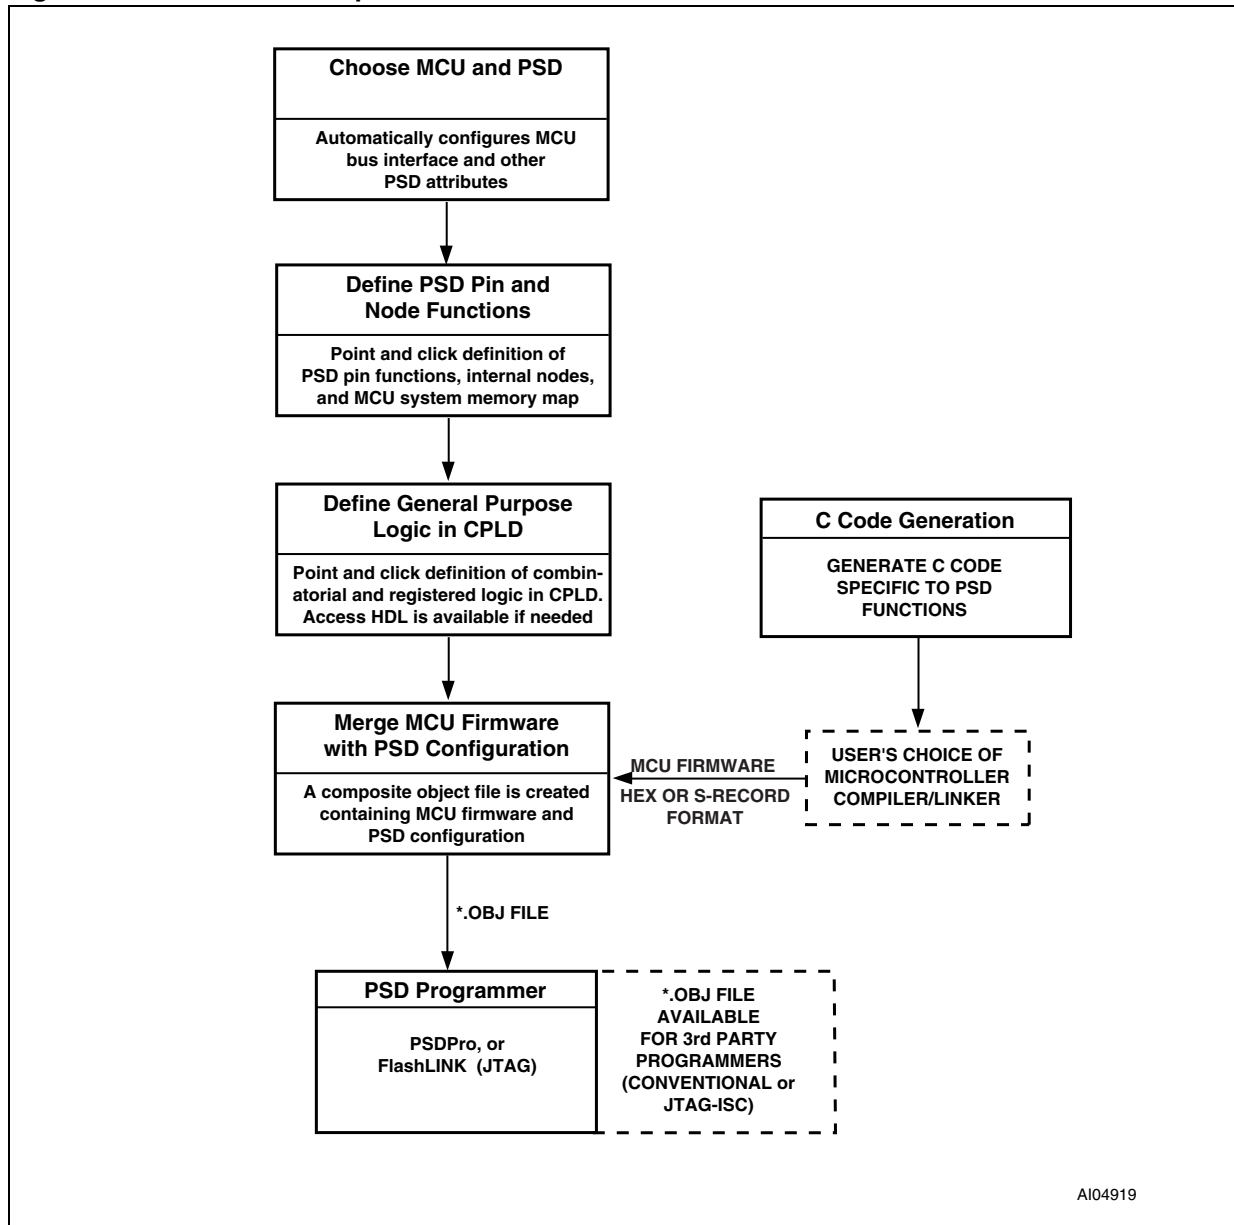 Choose MCU and PSD
Automatically configures MCU
bus interface and other
PSD attributes
Define PSD Pin and
Node Functions
Point and click definition of
PSD pin functions, internal nodes,
and MCU system memory map
Define General Purpose
Logic in CPLD
Point and click definition of combin-
atorial and registered logic in CPLD.
Access HDL is available if needed
C Code Generation
GENERATE C CODE
SPECIFIC TO PSD
FUNCTIONS
Merge MCU Firmware
with PSD Configuration
A composite object file is created
containing MCU firmware and
PSD configuration
MCU FIRMWARE
HEX OR S-RECORD
FORMAT
USER'S CHOICE OF
MICROCONTROLLER
COMPILER/LINKER
*.OBJ FILE
PSD Programmer
PSDPro, or
FlashLINK (JTAG)
*.OBJ FILE
AVAILABLE
FOR 3rd PARTY
PROGRAMMERS
(CONVENTIONAL or
JTAG-ISC)
AI04919